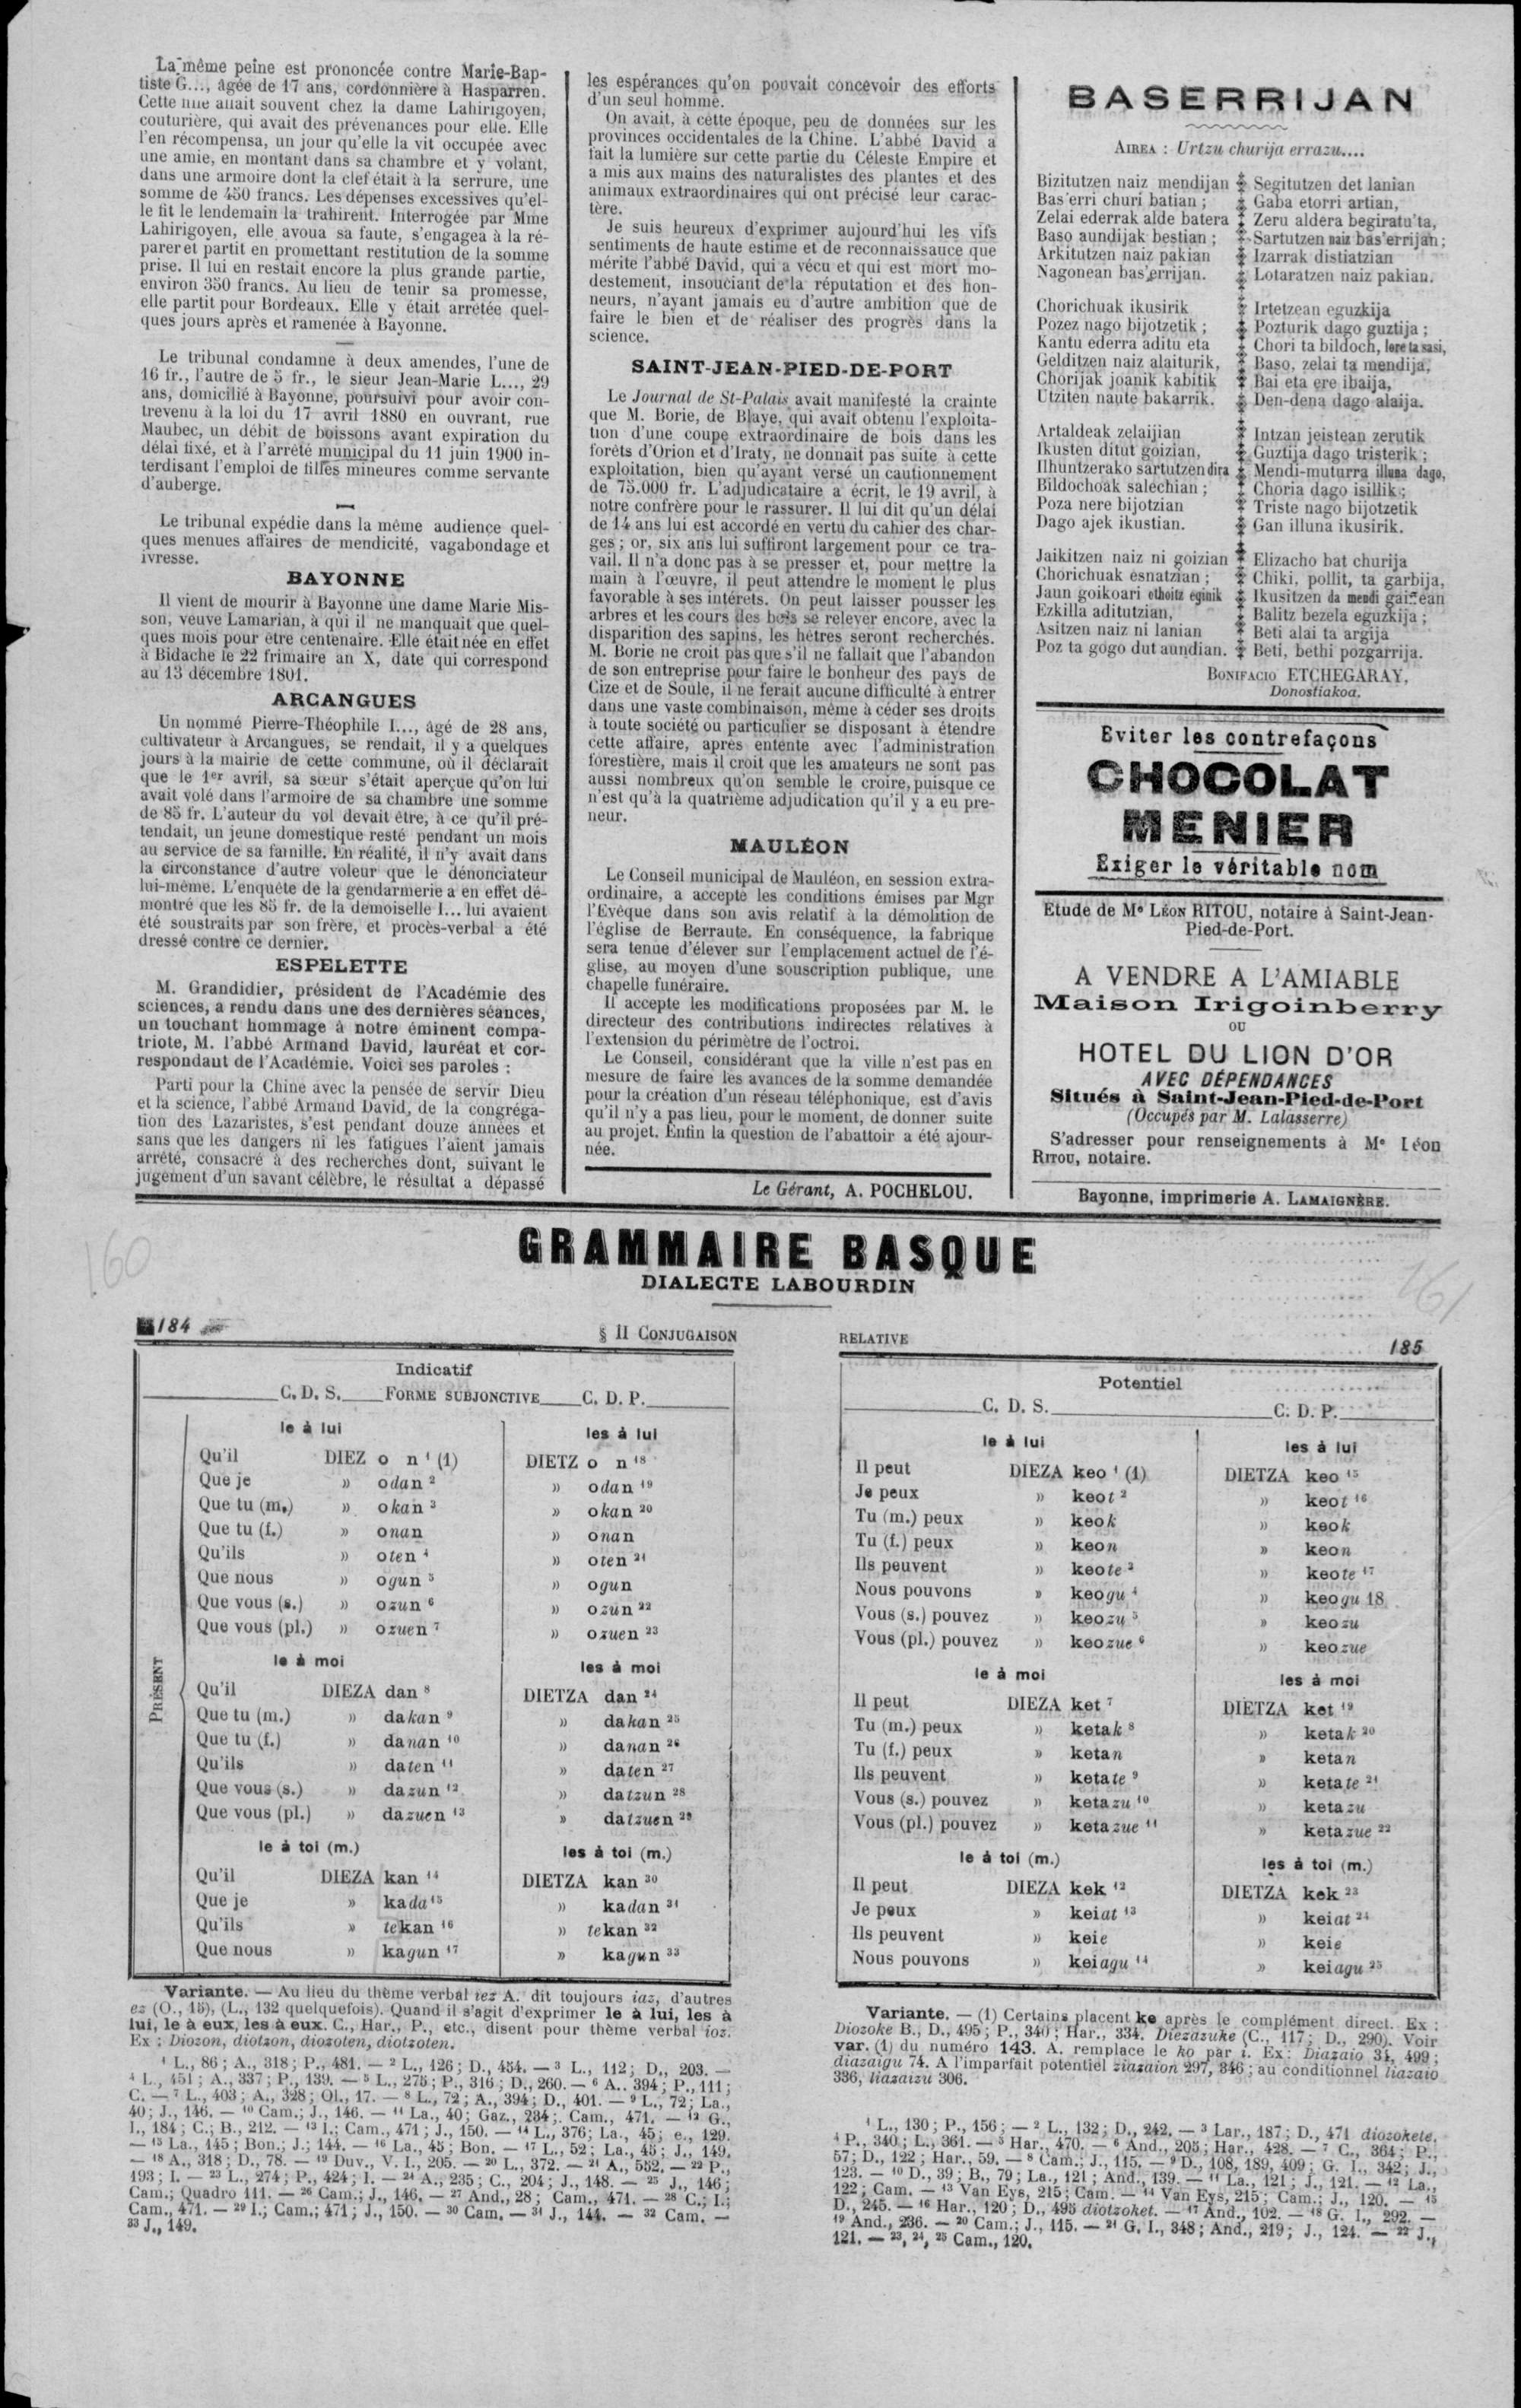 La même peine est prononcée contre Marie-Bap-
tiste G..., âgée de 17 ans, cordonnière à Hasparren.
Cette fille allait souvent chez la dame Lahirigoyen,
couturière, qui avait des prévenances pour elle. Elle
l'en récompensa, un jour qu'elle la vit occupée avec
une amie, en montant dans sa chambre et y volant,
dans une armoire dont la clef était à la serrure, une
somme de 450 francs. Les dépenses excessives qu'el-
le fit le lendemain la trahirent. Interrogée par Mme
Lahirigoyen, elle avoua sa faute, s'engagea à la ré-
parer et partit en promettant restitution de la somme
prise. Il lui en restait encore la plus grande partie,
environ 350 francs. Au lieu de tenir sa promesse,
elle partit pour Bordeaux. Elle y était arrêtée quel-
ques jours après et ramenée à Bayonne.
Le tribunal condamne à deux amendes, l'une de
16 fr., l'autre de 5 fr., le sieur Jean-Marie L..., 29
ans, domicilié à Bayonne, poursuivi pour avoir con-
trevenu à la loi du 17 avril 1880 en ouvrant, rue
Maubec, un débit de boissons avant expiration du
délai fixé, et à l'arrêté municipal du 11 juin 1900 in-
terdisant l'emploi de filles mineures comme servante
d'auberge.
Le tribunal expédie dans la même audience quel-
ques menues affaires de mendicité, vagabondage et
ivresse.
BAYONNE
Il vient de mourir à Bayonne une dame Marie Mis-
son, veuve Lamarian, à qui il ne manquait que quel-
ques mois pour être centenaire. Elle était née en effet
à Bidache le 22 frimaire an X, date qui correspond
au 13 décembre 1801.
ARCANGUES
Un nommé Pierre-Théophile I..., âgé de 28 ans,
cultivateur à Arcangues, se rendait, il y a quelques
jours à la mairie de cette commune, où il déclarait
que le 1er avril, sa sœur s'était aperçue qu'on lui
avait volé dans l'armoire de sa chambre une somme
de 85 fr. L'auteur du vol devait être, à ce qu'il pré-
tendait, un jeune domestique resté pendant un mois
au service de sa famille. En réalité, il n'y avait dans
la circonstance d'autre voleur que le dénonciateur
lui-même. L'enquête de la gendarmerie a en effet dé-
montré que les 85 fr. de la demoiselle I... lui avaient
été soustraits par son frère, et procès-verbal a été
dressé contre ce dernier.
ESPELETTE
M. Grandidier, président de l'Académie des
sciences, a rendu dans une des dernières séances,
un touchant hommage à notre éminent compa-
triote, M. l'abbé Armand David, lauréat et cor-
respondant de l'Académie. Voici ses paroles :
Parti pour la Chine avec la pensée de servir Dieu
et la science, l'abbé Armand David, de la congréga-
tion des Lazaristes, s'est pendant douze années et
sans que les dangers ni les fatigues l'aient jamais
arrêté, consacré à des recherches dont, suivant le
jugement d'un savant célèbre, le résultat a dépassé
les espérances qu'on pouvait concevoir des efforts
d'un seul homme.
On avait, à cette époque, peu de données sur les
provinces occidentales de la Chine. L'abbé David a
fait la lumière sur cette partie du Céleste Empire et
a mis aux mains des naturalistes des plantes et des
animaux extraordinaires qui ont précisé leur carac-
tère.
Je suis heureux d'exprimer aujourd'hui les vifs
sentiments de haute estime et de reconnaissance que
mérite l'abbé David, qui a vécu et qui est mort mo-
destement, insouciant de la réputation et des hon-
neurs, n'ayant jamais eu d'autre ambition que de
faire le bien et de réaliser des progrès dans la
science.
SAINT-JEAN-PIED-DE-PORT
Le Journal de St-Palais avait manifesté la crainte
que M. Borie, de Blaye, qui avait obtenu l'exploita-
tion d'une coupe extraordinaire de bois dans les
forêts d'Orion et d'Iraty, ne donnait pas suite à cette
exploitation, bien qu'ayant versé un cautionnement
de 75.000 fr. L'adjudicataire a écrit, le 19 avril, à
notre confrère pour le rassurer. Il lui dit qu'un délai
de 14 ans lui est accordé en vertu du cahier des char-
ges ; or, six ans lui suffiront largement pour ce tra-
vail. Il n'a donc pas à se presser et, pour mettre la
main à l'œuvre, il peut attendre le moment le plus
favorable à ses intérêts. On peut laisser pousser les
arbres et les cours des bois se relever encore, avec la
disparition des sapins, les hêtres seront recherchés.
M. Borie ne croit pas que s'il ne fallait que l'abandon
de son entreprise pour faire le bonheur des pays de
Cize et de Soule, il ne ferait aucune difficulté à entrer
dans une vaste combinaison, même à céder ses droits
à toute société ou particulier se disposant à étendre
cette affaire, après entente avec l'administration
forestière, mais il croit que les amateurs ne sont pas
aussi nombreux qu'on semble le croire, puisque ce
n'est qu'à la quatrième adjudication qu'il y a eu pre-
neur.
MAULÉON
Le Conseil municipal de Mauléon, en session extra-
ordinaire, a accepté les conditions émises par Mgr
l'Evêque dans son avis relatif à la démolition de
l'église de Berraute. En conséquence, la fabrique
sera tenue d'élever sur l'emplacement actuel de l'é-
glise, au moyen d'une souscription publique, une
chapelle funéraire.
Il accepte les modifications proposées par M. le
directeur des contributions indirectes relatives à
l'extension du périmètre de l'octroi.
Le Conseil, considérant que la ville n'est pas en
mesure de faire les avances de la somme demandée
pour la création d'un réseau téléphonique, est d'avis
qu'il n'y a pas lieu, pour le moment, de donner suite
au projet. Enfin la question de l'abattoir a été ajour-
née.
Le Gérant, A. POCHELOU.
BASERRIJAN
AIREA : Urtzu churija errazu....
Bizitutzen naiz mendijan
Bas'erri churi batian ;
Zelai ederrak alde batera
Baso aundijak bestian ;
Arkitutzen naiz pakian
Nagonean bas'errijan.
Chorichuak ikusirik
Pozez nago bijotzetik ;
Kantu ederra aditu eta
Gelditzen naiz alaiturik,
Chorijak joanik kabitik
Utziten naute bakarrik.
Artaldeak zelaijian
Ikusten ditut goizian,
Ilhuntzerako sartutzen dira
Bildochoak salechian ;
Poza nere bijotzian
Dago ajek ikustian.
Jaikitzen naiz ni goizian
Chorichuak esnatzian ;
Jaun goikoari othoitz eginik
Ezkilla aditutzian,
Asitzen naiz ni lanian
Poz ta gogo dut aundian.
Segitutzen det lanian
Gaba etorri artian,
Zeru aldera begiratu'ta,
Sartutzen naiz bas'errijan ;
Izarrak distiatzian
Lotaratzen naiz pakian.
Irtetzean eguzkija
Pozturik dago guztija ;
Chori ta bildoch, lore ta sasi,
Baso, zelai ta mendija,
Bai eta ere ibaija,
Den-dena dago alaija.
Intzan jeistean zerutik
Guztija dago tristerik ;
Mendi-muturra illuna dago,
Choria dago isillik ;
Triste nago bijotzetik
Gan illuna ikusirik.
Elizacho bat churija
Chiki, pollit, ta garbija,
Ikusitzen da mendi gainean
Balitz bezela eguzkija ;
Beti alai ta argija
Beti, bethi pozgarrija.
BONIFACIO ETCHEGARAY,
Donostiakoa.
Eviter les contrefaçons
CHOCOLAT
MENIER
Exiger le véritable nom
Etude de Me LÉON RITOU, notaire à Saint-Jean-
Pied-de-Port.
A VENDRE A L'AMIABLE
Maison Irigoinberry
OU
HOTEL DU LION D'OR
AVEC DÉPENDANCES
Situés à Saint-Jean-Pied-de-Port
(Occupés par M. Lalasserre)
S'adresser pour renseignements à Me Léon
RITOU, notaire.
Bayonne, imprimerie A. LAMAIGNÈRE.
GRAMMAIRE BASQUE
DIALECTE LABOURDIN
160
161
184
§ II CONJUGAISON
Indicatif
C. D. S. FORME SUBJONCTIVE C. D. P.
PRÉSENT
le à lui les à lui
Qu'il DIEZ o n 1 (1) DIETZ o n 18
Que je » odan 2 » odan 19
Que tu (m.) » okan 3 » okan 20
Que tu (f.) » onan » onan
Qu'ils » oten 4 » oten 21
Que nous » ogun 5 » ogun
Que vous (s.) » ozun 6 » ozun 22
Que vous (pl.) » ozuen 7 » ozuen 23
le à moi les à moi
Qu'il DIEZA dan 8 DIETZA dan 24
Que tu (m.) » dakan 9 » dakan 25
Que tu (f.) » danan 10 » danan 26
Qu'ils » daten 11 » daten 27
Que vous (s.) » dazun 12 » datzun 28
Que vous (pl.) » dazuen 13 » datzuen 29
le à toi (m.) les à toi (m.)
Qu'il DIEZA kan 14 DIETZA kan 30
Que je » kada 15 » kadan 31
Qu'ils » tekan 16 » tekan 32
Que nous » kagun 17 » kagun 33
Variante. — Au lieu du thème verbal iez A. dit toujours iaz, d'autres
ez (O., 15), (L., 132 quelquefois). Quand il s'agit d'exprimer le à lui, les à
lui, le à eux, les à eux. C., Har., P., etc., disent pour thème verbal ioz.
Ex : Diozon, diotzon, diozoten, diotzoten.
1 L., 86 ; A., 318 ; P., 481. — 2 L., 126 ; D., 454. — 3 L., 112 ; D., 203. —
4 L., 451 ; A., 337 ; P., 139. — 5 L., 275 ; P., 316 ; D., 260. — 6 A., 394 ; P., 111 ;
C. — 7 L., 403 ; A., 328 ; Ol., 17. — 8 L., 72 ; A., 394 ; D., 401. — 9 L., 72 ; La.,
40 ; J., 146. — 10 Cam. ; J., 146. — 11 La., 40 ; Gaz., 234 ; Cam., 471. — 12 G.,
I., 184 ; C. ; B., 212. — 13 I. ; Cam., 471 ; J., 150. — 14 L., 376 ; La., 45 ; e., 129.
— 15 La., 145 ; Bon. ; J. ; 144. — 16 La., 45 ; Bon. — 17 L., 52 ; La., 45 ; J., 149.
— 18 A., 318 ; D., 78. — 19 Duv., V. I., 205. — 20 L., 372. — 21 A., 552. — 22 P.,
193 ; I. — 23 L., 274 ; P., 424 ; I. — 24 A., 235 ; C., 204 ; J., 148. — 25 J., 146 ;
Cam. ; Quadro III. — 26 Cam. ; J., 146. — 27 And., 28 ; Cam., 471. — 28 C. ; I. ;
Cam., 471. — 29 I. ; Cam. ; 471 ; J., 150. — 30 Cam. — 31 J., 144. — 32 Cam. —
33 J., 149.
RELATIVE
185
Potentiel
C. D. S. C. D. P.
le à lui les à lui
Il peut DIEZA keo 1 (1) DIETZA keo 15
Je peux » keot 2 » keot 16
Tu (m.) peux » keok » keok
Tu (f.) peux » keon » keon
Ils peuvent » keote 3 » keote 17
Nous pouvons » keogu 4 » keogu 18
Vous (s.) pouvez » keozu 5 » keozu
Vous (pl.) pouvez » keozue 6 » keozue
le à moi les à moi
Il peut DIEZA ket 7 DIETZA ket 19
Tu (m.) peux » ketak 8 » ketak 20
Tu (f.) peux » ketan » ketan
Ils peuvent » ketate 9 » ketate 21
Vous (s.) pouvez » ketazu 10 » ketazu
Vous (pl.) pouvez » ketazue 11 » ketazue 22
le à toi (m.) les à toi (m.)
Il peut DIEZA kek 12 DIETZA kek 23
Je peux » keiat 13 » keiat 24
Ils peuvent » keie » keie
Nous pouvons » keiagu 14 » keiagu 25
Variante. — (1) Certains placent ke après le complément direct. Ex :
Diozoke B., D., 495 ; P., 340 ; Har., 334. Diezazuke (C., 117 ; D., 290). Voir
var. (1) du numéro 143. A. remplace le ko par i. Ex : Diazaio 31, 499 ;
diazaigu 74. A l'imparfait potentiel ziazaion 297, 346 ; au conditionnel liazaio
336, liazaizu 306.
1 L., 130 ; P., 156 ; — 2 L., 132 ; D., 242. — 3 Lar., 187 ; D., 471 diozokete.
4 P., 340 ; L., 361. — 5 Har., 470. — 6 And., 205 ; Har., 428. — 7 C., 364 ; P.,
57 ; D., 122 ; Har., 59. — 8 Cam. ; J., 115. — 9 D., 108, 189, 409 ; G. I., 342 ; J.,
123. — 10 D., 39 ; B., 79 ; La., 121 ; And., 139. — 11 La., 121 ; J., 121. — 12 La.,
122 ; Cam. — 13 Van Eys, 215 ; Cam. — 14 Van Eys, 215 ; Cam. ; J., 120. — 15
D., 245. — 16 Har., 120 ; D., 495 diotzoket. — 17 And., 102. — 18 G. I., 292. —
19 And., 236. — 20 Cam. ; J., 115. — 21 G. I., 348 ; And., 219 ; J., 124. — 22 J.,
121. — 23, 24, 25 Cam., 120.